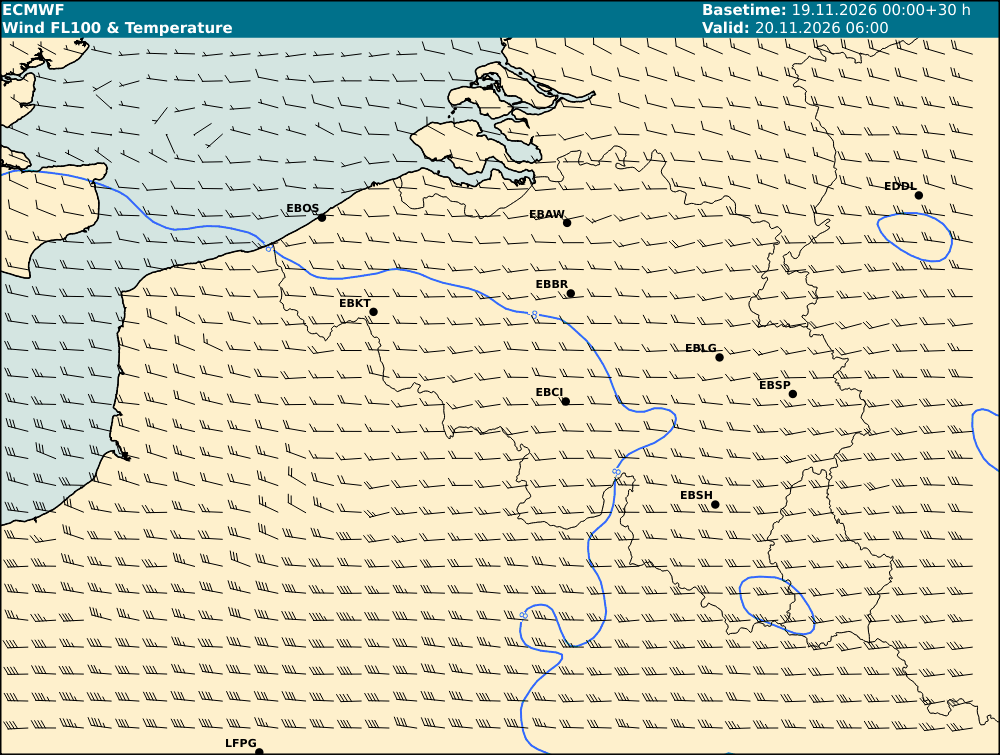 ECMWF
Wind FL100 & Temperature
Basetime: 19.11.2026 00:00+30 h
Valid: 20.11.2026 06:00
EDDL
EBOS
EBAW
EBBR
EBKT
-8
EBLG
EBSP
EBCI
EBSH
LFPG